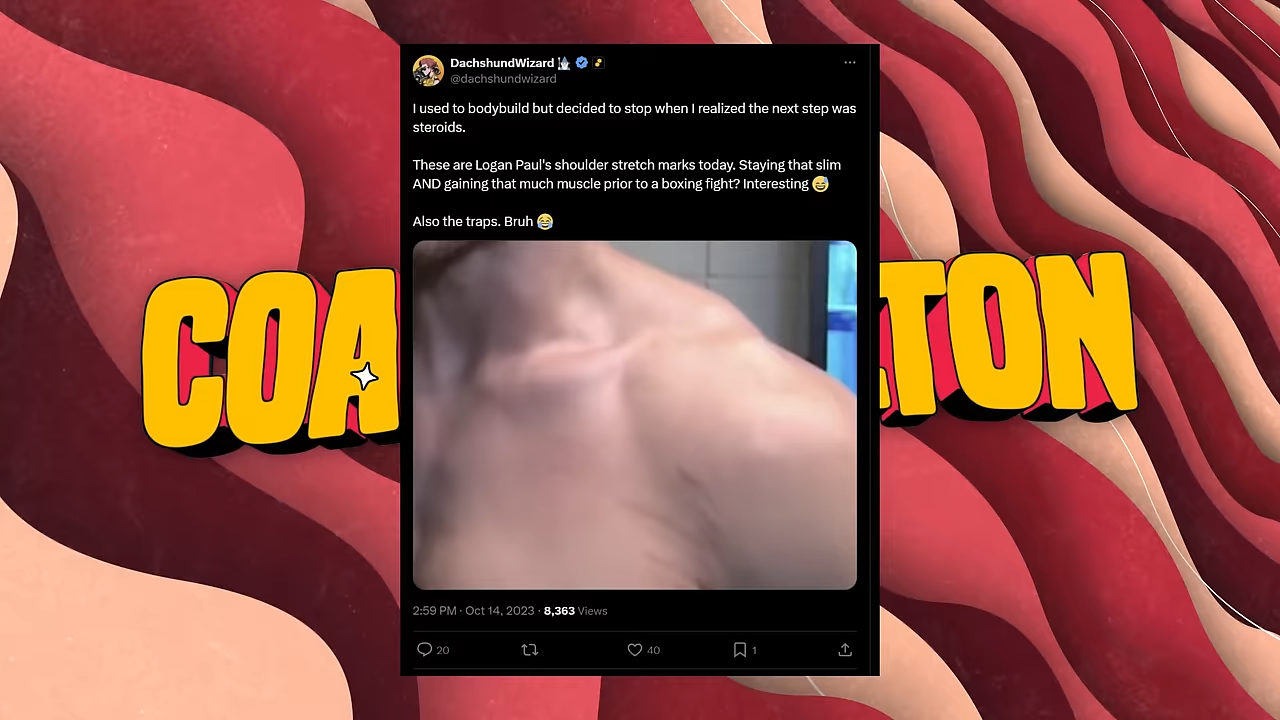 DachshundWizard
@dachshundwizard
I used to bodybuild but decided to stop when I realized the next step was
steroids.
These are Logan Paul's shoulder stretch marks today. Staying that slim
AND gaining that much muscle prior to a boxing fight? Interesting 😅
Also the traps. Bruh 😂
COA
TON
2:59 PM · Oct 14, 2023 · 8,363 Views
20
40
1